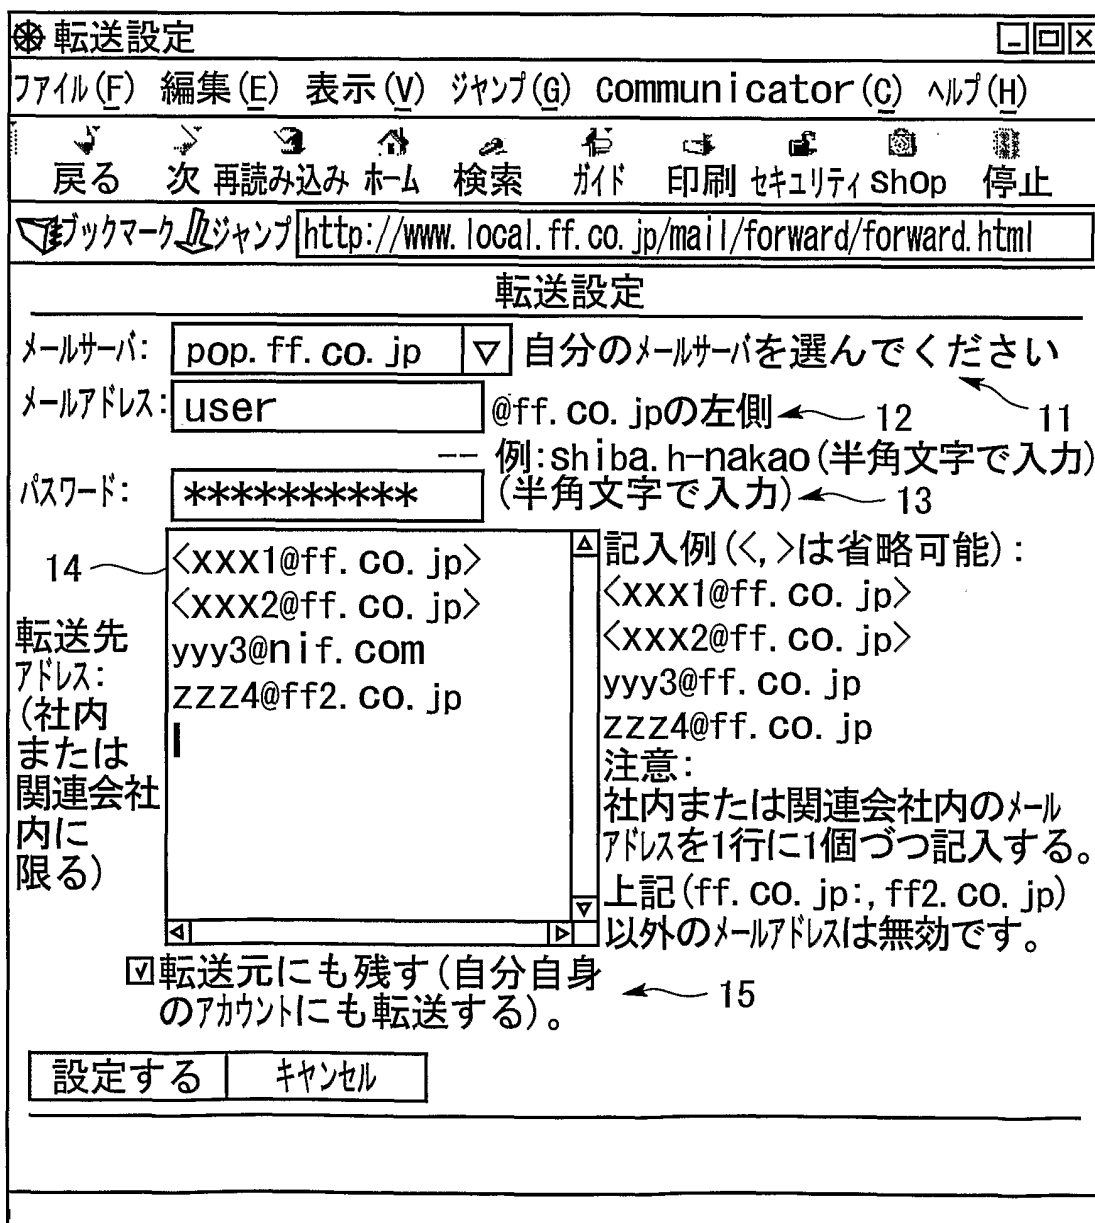 転送設定
ファイル(F) 編集(E) 表示(V) ジャンプ(G) Communicator(C) ヘルプ(H)
戻る 次 再読み込み ホーム 検索 ガイド 印刷 セキュリティ Shop 停止
ブックマーク ジャンプ http://www.local.ff.co.jp/mail/forward/forward.html
転送設定
メールサーバ: pop.ff.co.jp 自分のメールサーバを選んでください
11
メールアドレス: user @ff.co.jpの左側 12
-- 例:shiba.h-nakao(半角文字で入力)
パスワード: ********** (半角文字で入力) 13
14
転送先
アドレス:
(社内
または
関連会社
内に
限る)
<xxx1@ff.co.jp>
<xxx2@ff.co.jp>
yyy3@nif.com
zzz4@ff2.co.jp
記入例(<,>は省略可能):
<xxx1@ff.co.jp>
<xxx2@ff.co.jp>
yyy3@ff.co.jp
zzz4@ff.co.jp
注意:
社内または関連会社内のメール
アドレスを1行に1個づつ記入する。
上記(ff.co.jp:,ff2.co.jp)
以外のメールアドレスは無効です。
転送元にも残す(自分自身
のアカウントにも転送する)。
15
設定する キャンセル